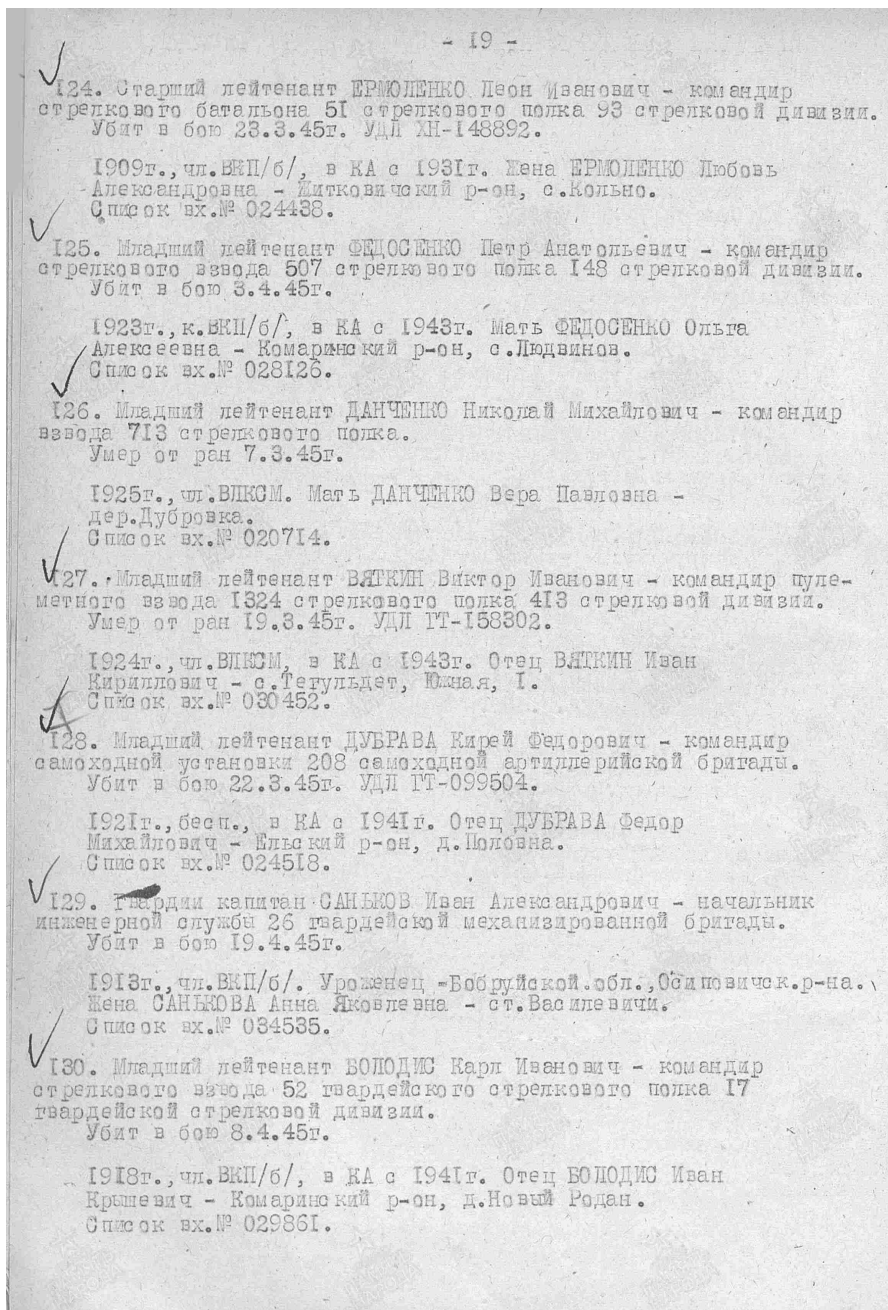 - 19 -
124. Старший лейтенант ЕРМОЛЕНКО Леон Иванович - командир
стрелкового батальона 51 стрелкового полка 93 стрелковой дивизии.
Убит в бою 23.3.45г. УДЛ ХН-148892.
1909г.,чл.ВКП/б/, в КА с 1931г. Жена ЕРМОЛЕНКО Любовь
Александровна - Житковичский р-он, с.Кольно.
Список вх.№ 024438.
125. Младший лейтенант ФЕДОСЕНКО Петр Анатольевич - командир
стрелкового взвода 507 стрелкового полка 148 стрелковой дивизии.
Убит в бою 3.4.45г.
1923г.,к.ВКП/б/, в КА с 1943г. Мать ФЕДОСЕНКО Ольга
Алексеевна - Комаринский р-он, с.Людвинов.
Список вх.№ 028126.
126. Младший лейтенант ДАНЧЕНКО Николай Михайлович - командир
взвода 713 стрелкового полка.
Умер от ран 7.3.45г.
1925г.,чл.ВЛКСМ. Мать ДАНЧЕНКО Вера Павловна -
дер.Дубровка.
Список вх.№ 020714.
127. Младший лейтенант ВЯТКИН Виктор Иванович - командир пуле-
метного взвода 1324 стрелкового полка 413 стрелковой дивизии.
Умер от ран 19.3.45г. УДЛ ГТ-158302.
1924г.,чл.ВЛКСМ, в КА с 1943г. Отец ВЯТКИН Иван
Кириллович - с.Тегульдет, Южная, 1.
Список вх.№ 030452.
128. Младший лейтенант ДУБРАВА Кирей Федорович - командир
самоходной установки 208 самоходной артиллерийской бригады.
Убит в бою 22.3.45г. УДЛ ГТ-099504.
1921г.,бесп., в КА с 1941г. Отец ДУБРАВА Федор
Михайлович - Ельский р-он, д.Половна.
Список вх.№ 024518.
129. Гвардии капитан САНЬКОВ Иван Александрович - начальник
инженерной службы 26 гвардейской механизированной бригады.
Убит в бою 19.4.45г.
1913г.,чл.ВКП/б/. Уроженец -Бобруйской.обл.,Осиповичск.р-на.
Жена САНЬКОВА Анна Яковлевна - ст.Василевичи.
Список вх.№ 034535.
130. Младший лейтенант БОЛОДИС Карл Иванович - командир
стрелкового взвода 52 гвардейского стрелкового полка 17
гвардейской стрелковой дивизии.
Убит в бою 8.4.45г.
1918г.,чл.ВКП/б/, в КА с 1941г. Отец БОЛОДИС Иван
Крышевич - Комаринский р-он, д.Новый Родан.
Список вх.№ 029861.